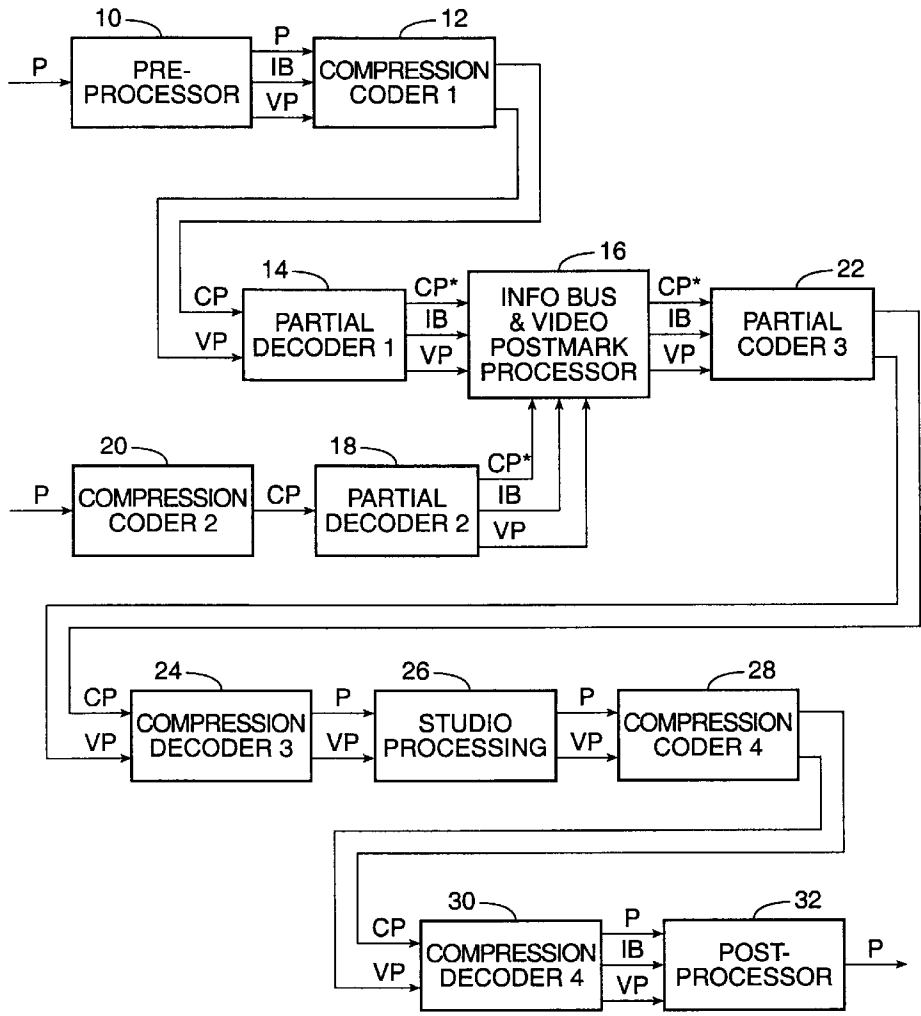 10
12
P
PRE-
PROCESSOR
P
IB
VP
COMPRESSION
CODER 1
14
16
22
CP
VP
PARTIAL
DECODER 1
CP*
IB
VP
INFO BUS
& VIDEO
POSTMARK
PROCESSOR
CP*
IB
VP
PARTIAL
CODER 3
20
18
P
COMPRESSION
CODER 2
CP
PARTIAL
DECODER 2
CP*
IB
VP
24
26
28
CP
VP
COMPRESSION
DECODER 3
P
VP
STUDIO
PROCESSING
P
VP
COMPRESSION
CODER 4
30
32
CP
VP
COMPRESSION
DECODER 4
P
IB
VP
POST-
PROCESSOR
P